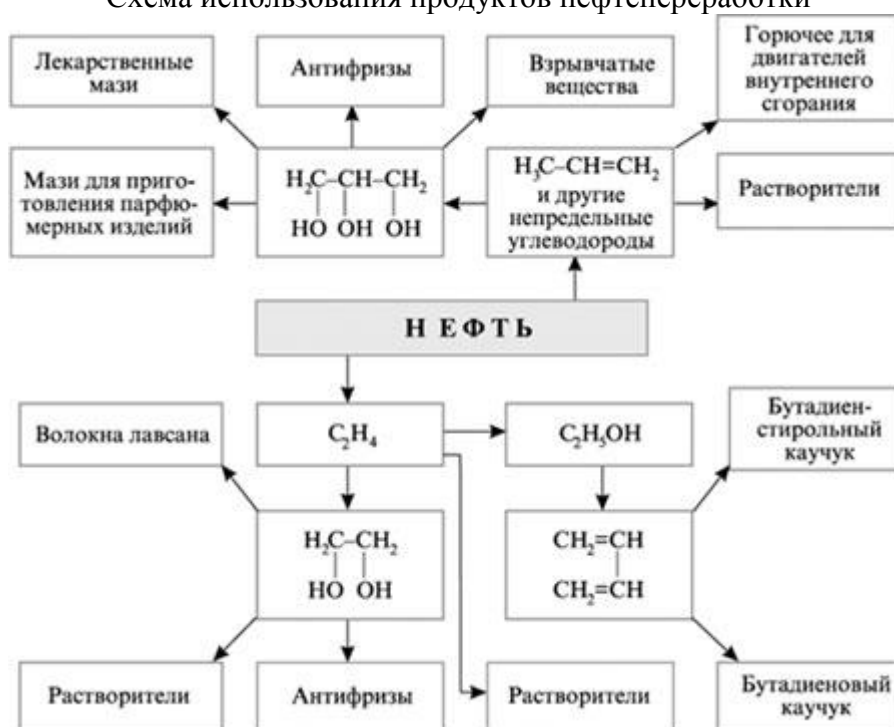 Схема использования продуктов нефтепереработки
Лекарственные
мази
Антифризы
Взрывчатые
вещества
Горючее для
двигателей
внутреннего
сгорания
Мази для приго-
товления парфю-
мерных изделий
H₂C–CH–CH₂
HO OH OH
H₃C–CH=CH₂
и другие
непредельные
углеводороды
Растворители
НЕФТЬ
Волокна лавсана
C₂H₄
C₂H₅OH
Бутадиен-
стирольный
каучук
H₂C–CH₂
HO OH
CH₂=CH
CH₂=CH
Растворители
Антифризы
Растворители
Бутадиеновый
каучук